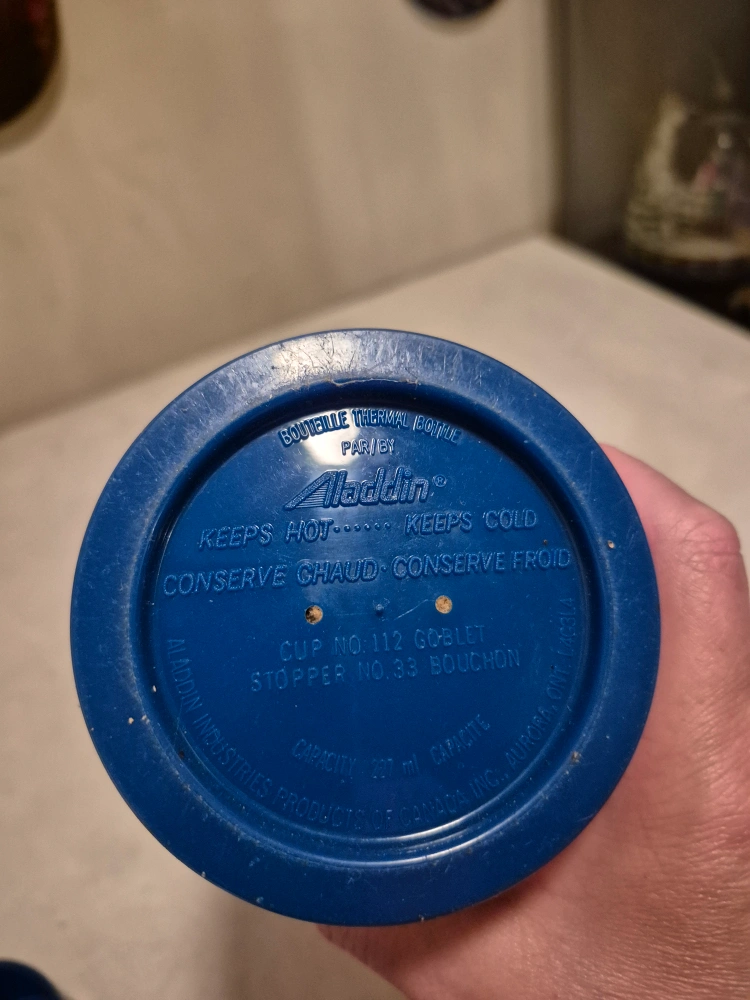 BOUTEILLE THERMAL BOTTLE
PAR/BY
Aladdin®
KEEPS HOT······ KEEPS COLD
CONSERVE CHAUD· CONSERVE FROID
CUP NO. 112 GOBLET
STOPPER NO. 33 BOUCHON
CAPACITY ml CAPACITE
ALADDIN INDUSTRIES PRODUCTS OF CANADA INC., AURORA, ONT.